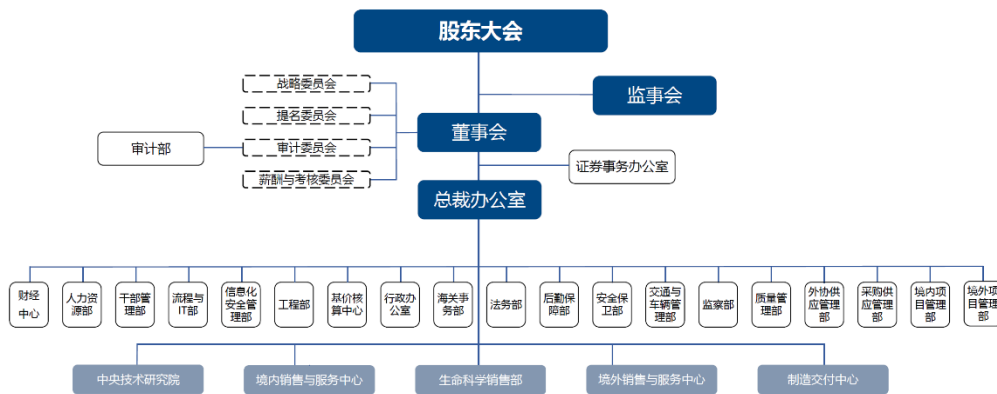 股东大会
监事会
战略委员会
提名委员会
董事会
审计部
审计委员会
证券事务办公室
薪酬与考核委员会
总裁办公室
财经
中心
人力资
源部
干部管
理部
流程与
IT部
信息化
安全管
理部
工程部
基价核
算中心
行政办
公室
海关事
务部
法务部
后勤保
障部
安全保
卫部
交通与
车辆管
理部
监察部
质量管
理部
外协供
应管理
部
采购供
应管理
部
境内项
目管理
部
境外项
目管理
部
中央技术研究院
境内销售与服务中心
生命科学销售部
境外销售与服务中心
制造交付中心